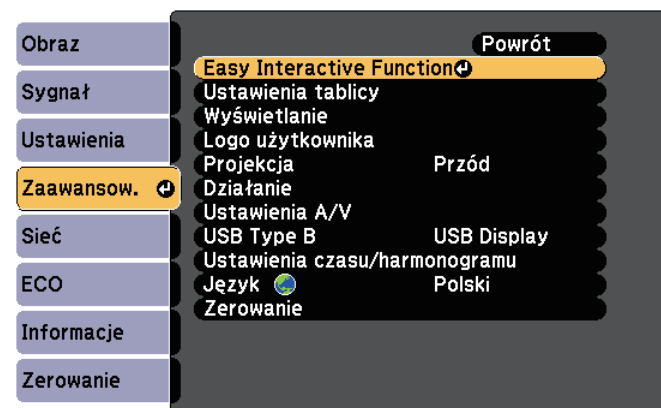 Obraz
Sygnał
Ustawienia
Zaawansow.
Sieć
ECO
Informacje
Zerowanie
Powrót
Easy Interactive Function
Ustawienia tablicy
Wyświetlanie
Logo użytkownika
Projekcja Przód
Działanie
Ustawienia A/V
USB Type B USB Display
Ustawienia czasu/harmonogramu
Język Polski
Zerowanie